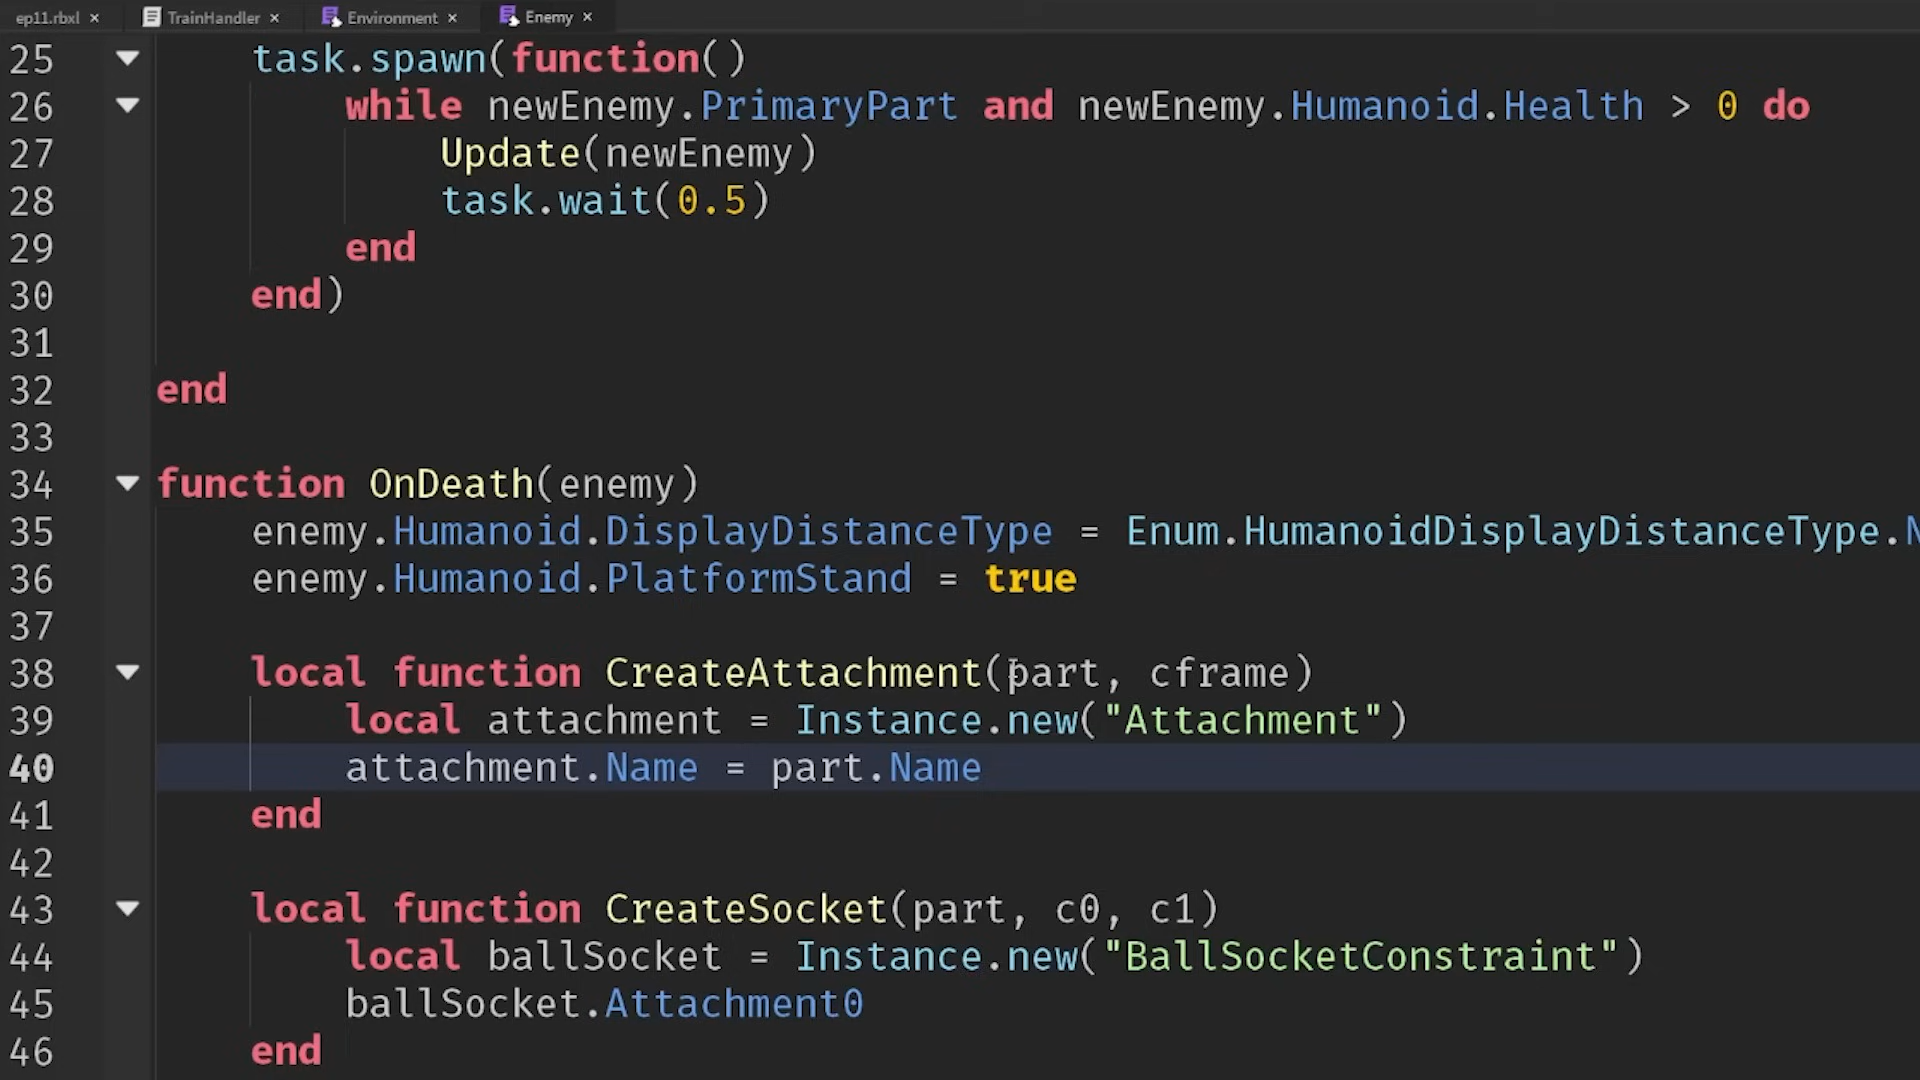 ep11.rbxl × TrainHandler × Environment × Enemy ×
25 task.spawn(function()
26 while newEnemy.PrimaryPart and newEnemy.Humanoid.Health > 0 do
27 Update(newEnemy)
28 task.wait(0.5)
29 end
30 end)
31
32 end
33
34 function OnDeath(enemy)
35 enemy.Humanoid.DisplayDistanceType = Enum.HumanoidDisplayDistanceType.N
36 enemy.Humanoid.PlatformStand = true
37
38 local function CreateAttachment(part, cframe)
39 local attachment = Instance.new("Attachment")
40 attachment.Name = part.Name
41 end
42
43 local function CreateSocket(part, c0, c1)
44 local ballSocket = Instance.new("BallSocketConstraint")
45 ballSocket.Attachment0
46 end